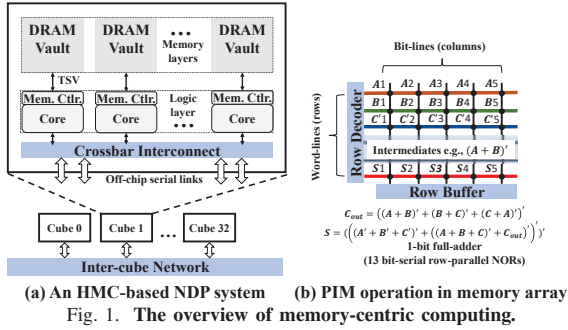 DRAM Vault
DRAM Vault
DRAM Vault
Memory layers
TSV
Mem. Ctlr.
Core
Mem. Ctlr.
Core
Logic layer
Mem. Ctlr.
Core
Crossbar Interconnect
Off-chip serial links
Cube 0
Cube 1
...
Cube 32
Inter-cube Network
(a) An HMC-based NDP system
Bit-lines (columns)
Word-lines (rows)
Row Decoder
A1 A2 A3 A4 A5
B1 B2 B3 B4 B5
C'1 C'2 C'3 C'4 C'5
Intermediates e.g., (A + B)'
S1 S2 S3 S4 S5
Row Buffer
C_out = ((A + B)' + (B + C)' + (C + A)')'
S = (((A' + B' + C')' + ((A + B + C)' + C_out)')')'
1-bit full-adder
(13 bit-serial row-parallel NORs)
(b) PIM operation in memory array
Fig. 1. The overview of memory-centric computing.